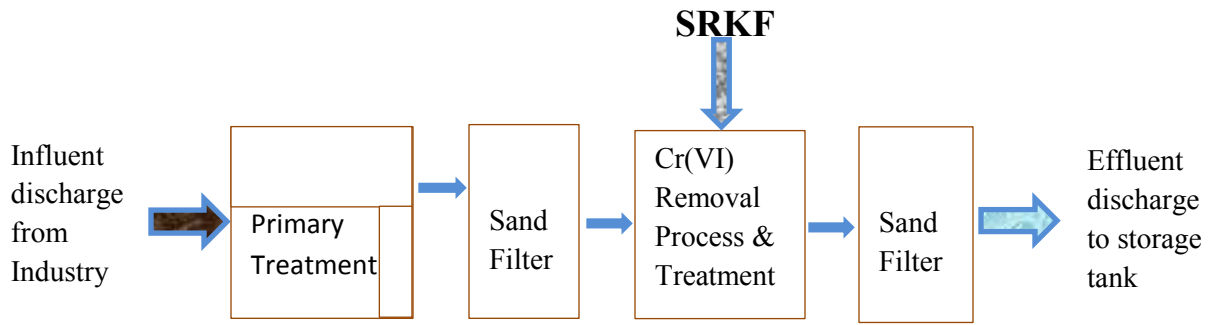 SRKF
Influent
discharge
from
Industry
Primary
Treatment
Sand
Filter
Cr(VI)
Removal
Process &
Treatment
Sand
Filter
Effluent
discharge
to storage
tank